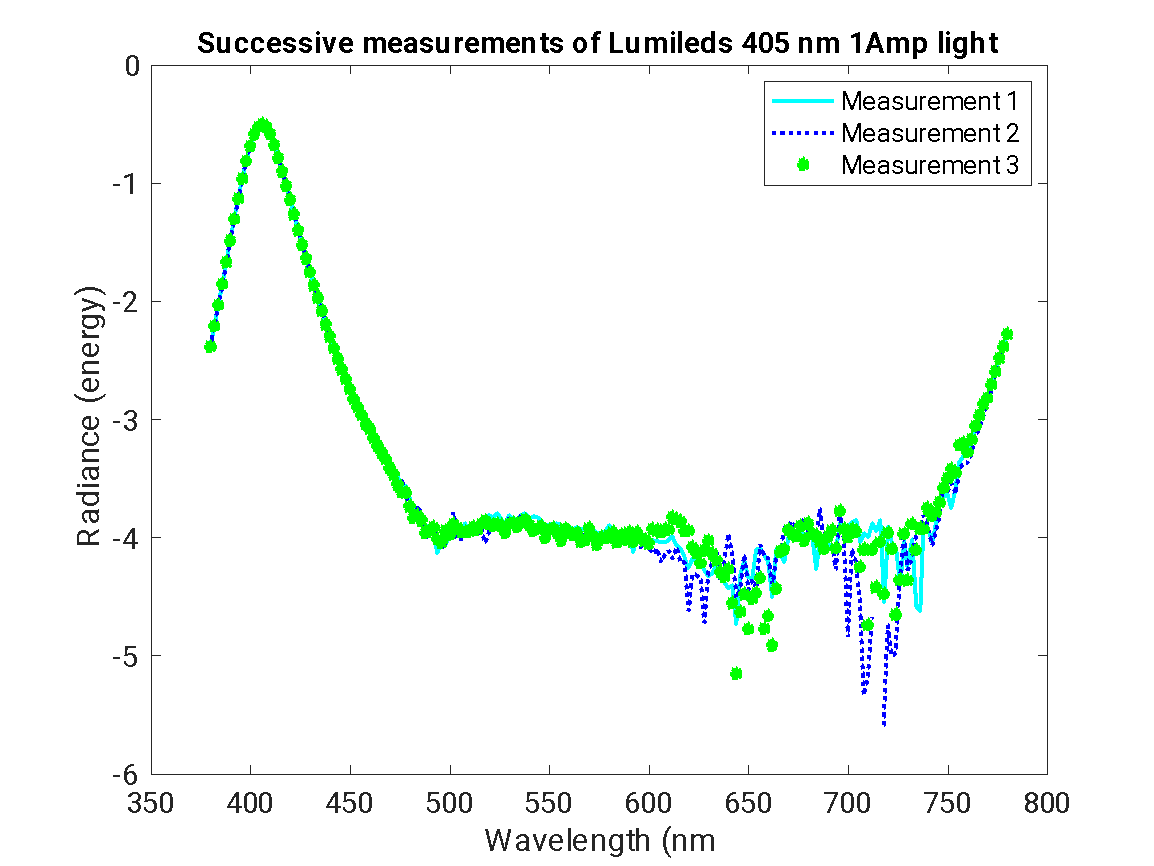 Successive measurements of Lumileds 405 nm 1Amp light
Measurement 1
Measurement 2
Measurement 3
Radiance (energy)
0
-1
-2
-3
-4
-5
-6
350 400 450 500 550 600 650 700 750 800
Wavelength (nm